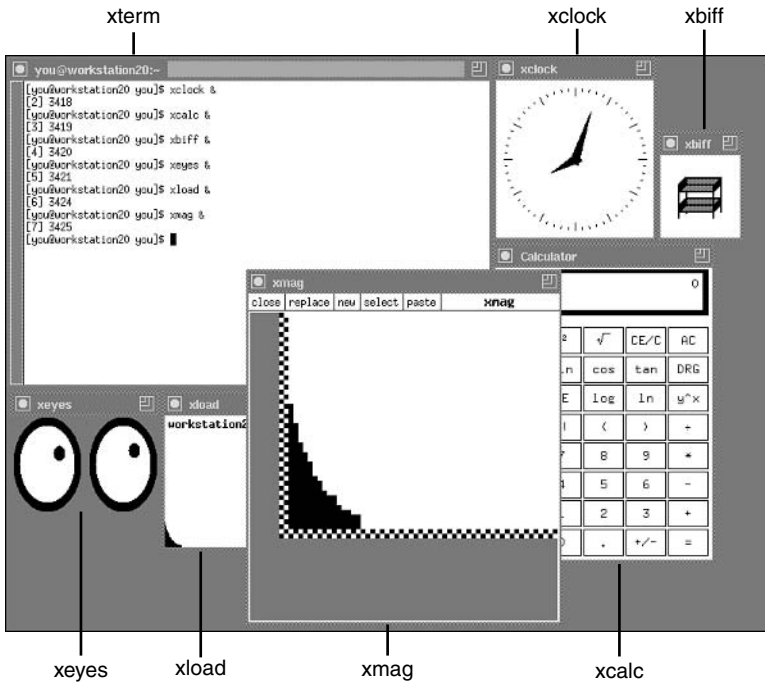 xterm
xclock
xbiff
you@workstation20:~
[you@workstation20 you]$ xclock &
[2] 3418
[you@workstation20 you]$ xcalc &
[3] 3419
[you@workstation20 you]$ xbiff &
[4] 3420
[you@workstation20 you]$ xeyes &
[5] 3421
[you@workstation20 you]$ xload &
[6] 3424
[you@workstation20 you]$ xmag &
[7] 3425
[you@workstation20 you]$
xclock
xbiff
Calculator
0
√ CE/C AC
cos tan DRG
log ln y^x
( ) ÷
8 9 *
5 6 -
2 3 +
. +/- =
xmag
close replace new select paste xmag
xeyes
xload
xeyes
xload
xmag
xcalc